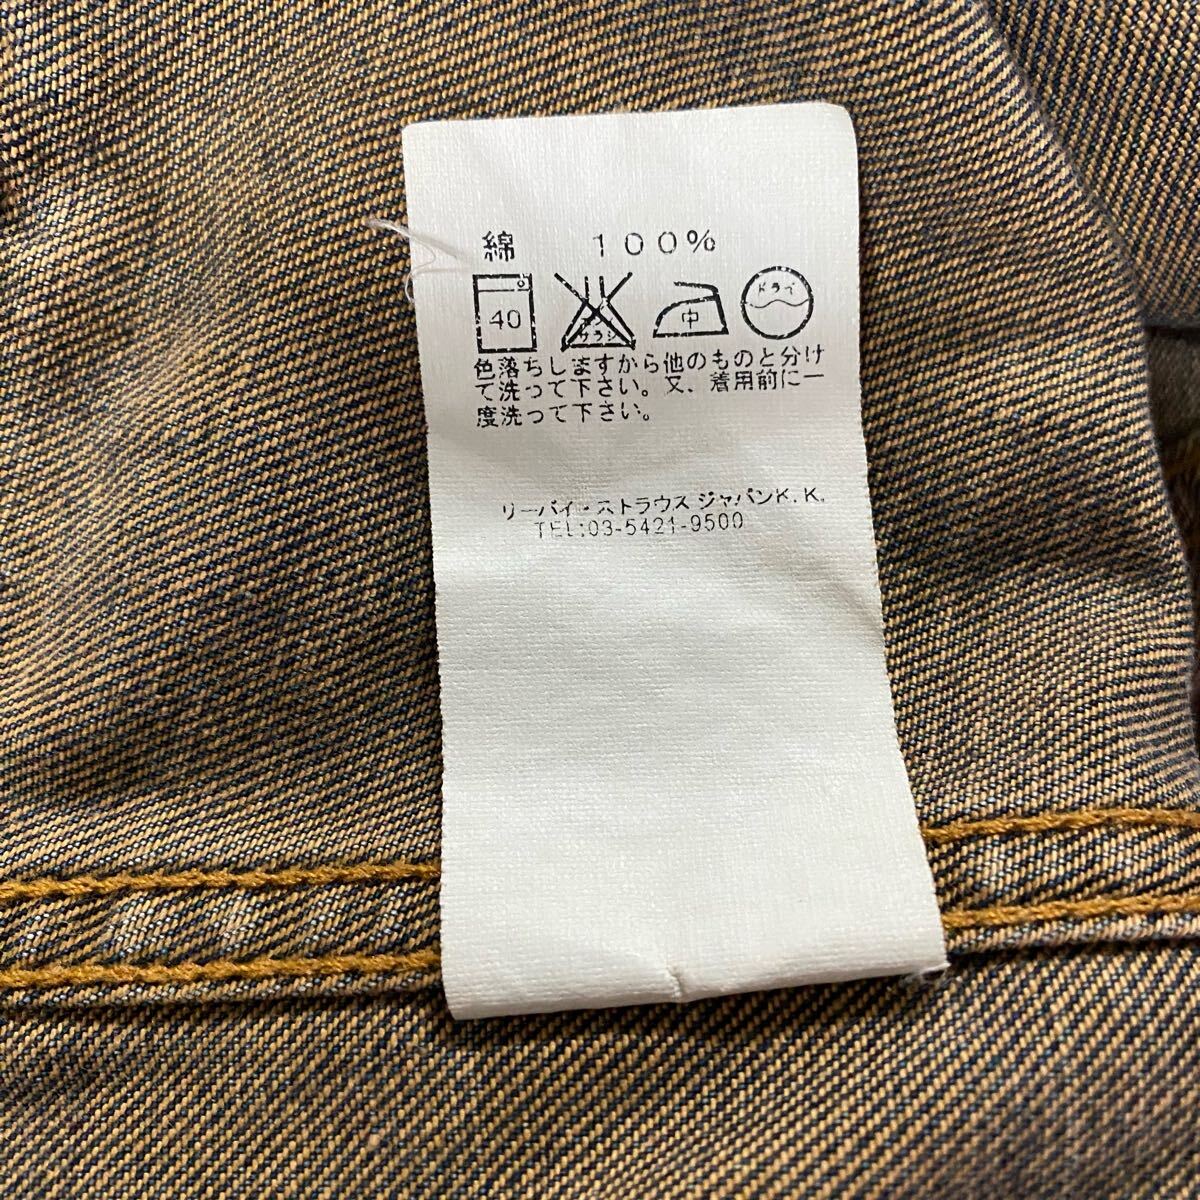 綿 100%
40 サラシ 中 ドライ
色落ちしますから他のものと分け
て洗って下さい。又、着用前に一
度洗って下さい。
リーバイ・ストラウス ジャパンK.K.
TEL:03-5421-9500